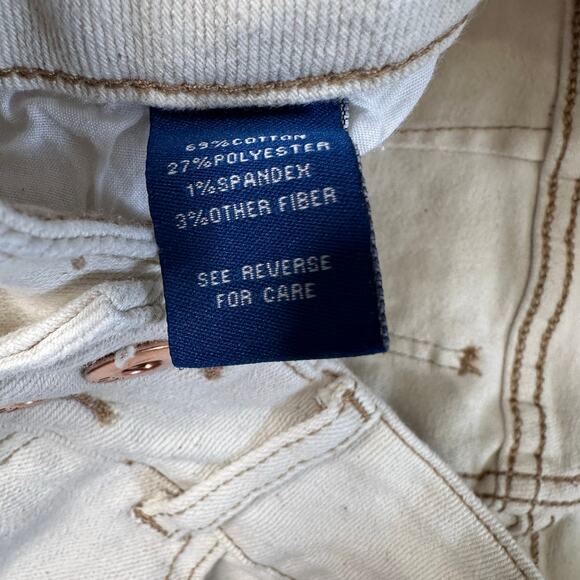 69%COTTON
27%POLYESTER
1%SPANDEX
3%OTHER FIBER
SEE REVERSE
FOR CARE